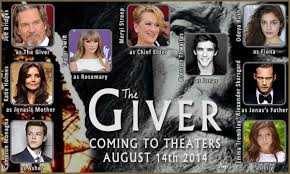 Jeff Bridges
as The Giver
Taylor Swift
as Rosemary
Meryl Streep
as Chief Elder
Brenton Thwaites
as Jonas
Odeya Rush
as Fiona
Katie Holmes
as Jonas's Mother
Alexander Skarsgard
as Jonas's Father
Cameron Monaghan
as Asher
Emma Tremblay
as Lily
The
GIVER
COMING TO THEATERS
AUGUST 14th 2014